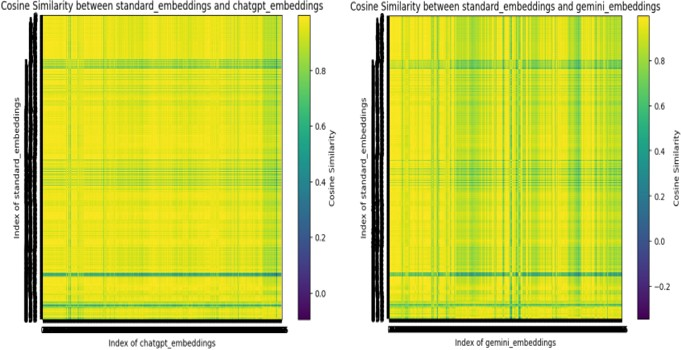 Cosine Similarity between standard_embeddings and chatgpt_embeddings
Index of standard_embeddings
0.8
0.6
0.4
0.2
0.0
Cosine Similarity
Index of chatgpt_embeddings
Cosine Similarity between standard_embeddings and gemini_embeddings
Index of standard_embeddings
0.8
0.6
0.4
0.2
0.0
−0.2
Cosine Similarity
Index of gemini_embeddings